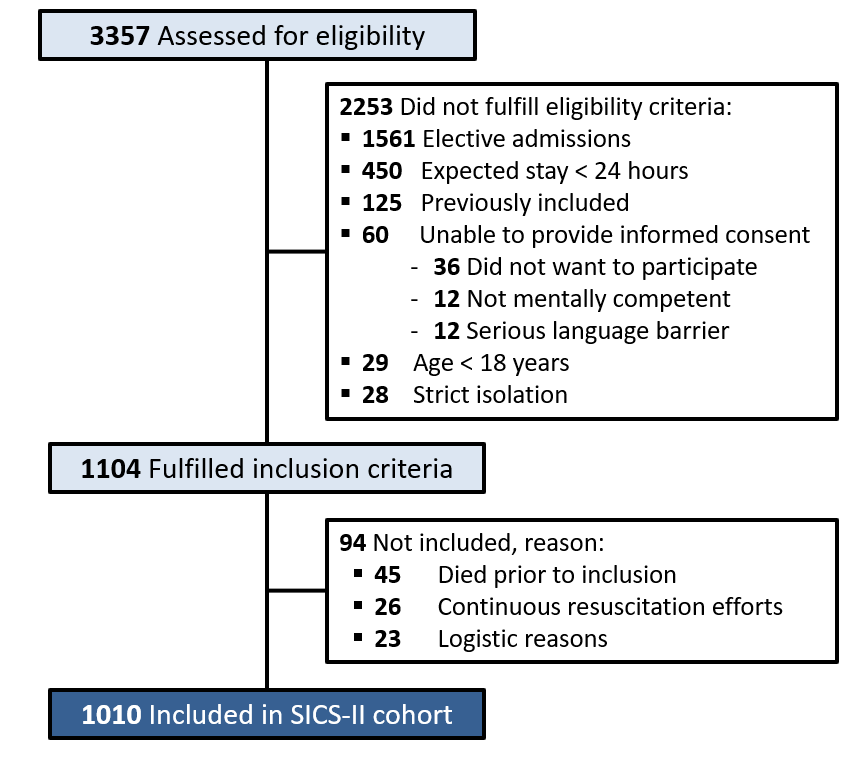 3357 Assessed for eligibility
2253 Did not fulfill eligibility criteria:
▪ 1561 Elective admissions
▪ 450 Expected stay < 24 hours
▪ 125 Previously included
▪ 60 Unable to provide informed consent
- 36 Did not want to participate
- 12 Not mentally competent
- 12 Serious language barrier
▪ 29 Age < 18 years
▪ 28 Strict isolation
1104 Fulfilled inclusion criteria
94 Not included, reason:
▪ 45 Died prior to inclusion
▪ 26 Continuous resuscitation efforts
▪ 23 Logistic reasons
1010 Included in SICS-II cohort